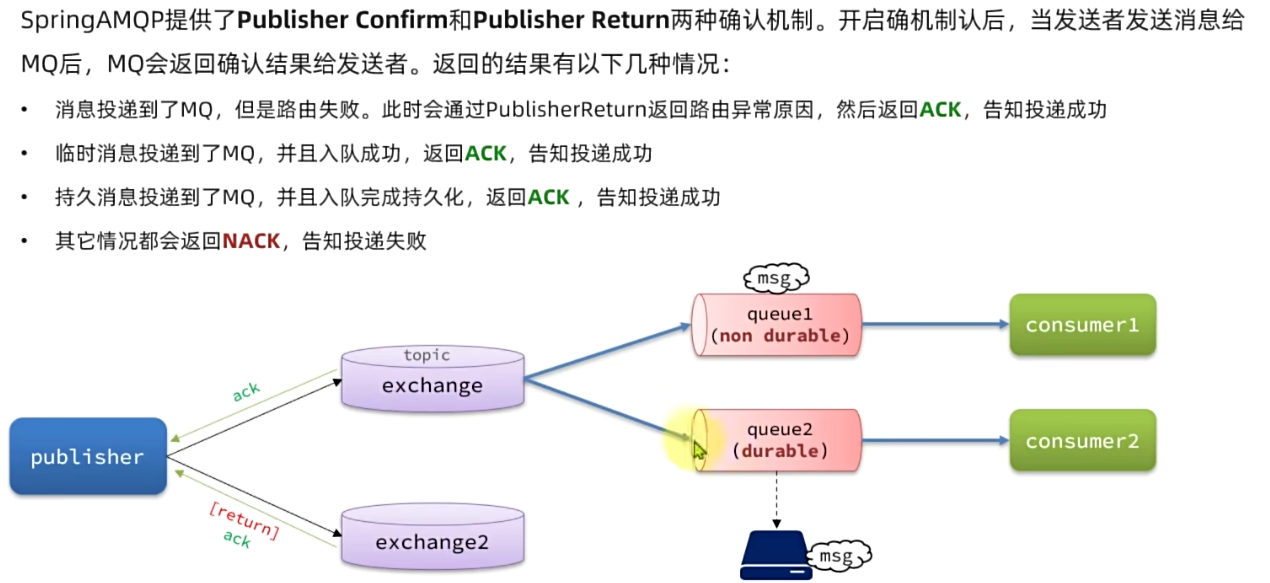 SpringAMQP提供了Publisher Confirm和Publisher Return两种确认机制。开启确机制认后，当发送者发送消息给
MQ后，MQ会返回确认结果给发送者。返回的结果有以下几种情况：
• 消息投递到了MQ，但是路由失败。此时会通过PublisherReturn返回路由异常原因，然后返回ACK，告知投递成功
• 临时消息投递到了MQ，并且入队成功，返回ACK，告知投递成功
• 持久消息投递到了MQ，并且入队完成持久化，返回ACK ，告知投递成功
• 其它情况都会返回NACK，告知投递失败
msg
queue1
(non durable)
consumer1
topic
exchange
ack
publisher
queue2
(durable)
consumer2
[return]
ack
exchange2
msg